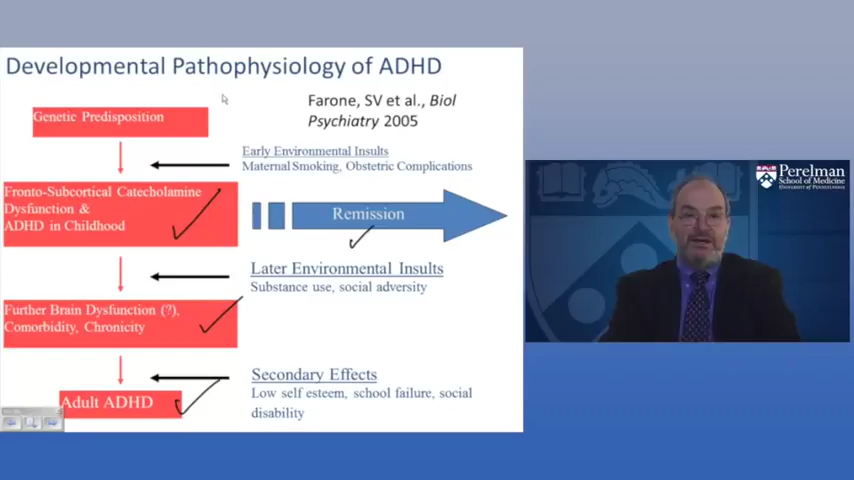 Developmental Pathophysiology of ADHD
Farone, SV et al., Biol
Psychiatry 2005
Genetic Predisposition
Early Environmental Insults
Maternal Smoking, Obstetric Complications
Fronto-Subcortical Catecholamine
Dysfunction &
ADHD in Childhood
Remission
Later Environmental Insults
Substance use, social adversity
Further Brain Dysfunction (?),
Comorbidity, Chronicity
Secondary Effects
Low self esteem, school failure, social
disability
Adult ADHD
Perelman
School of Medicine
University of Pennsylvania